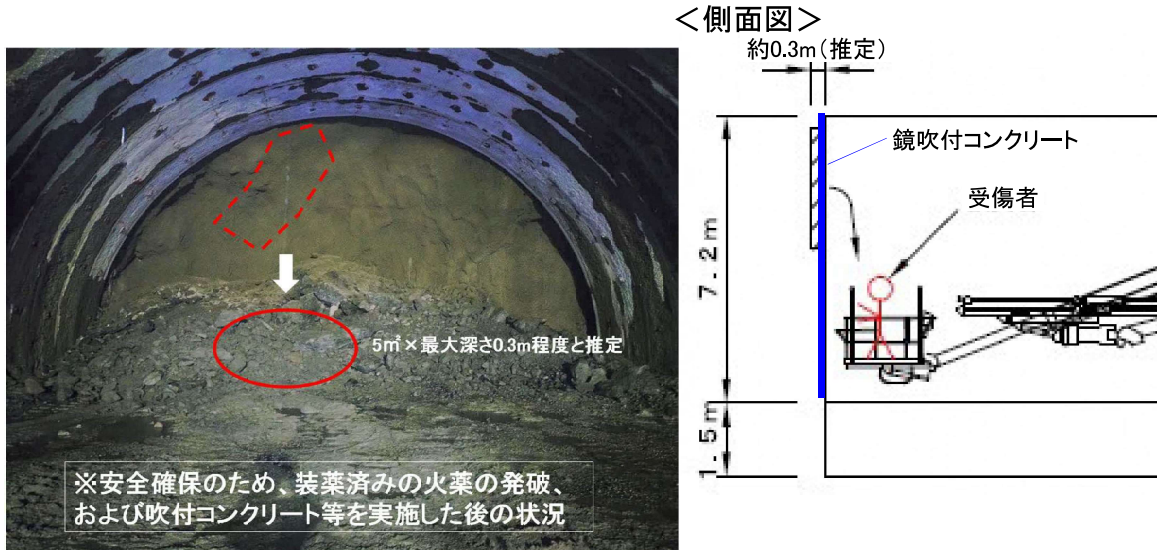 <側面図>
約0.3m(推定)
鏡吹付コンクリート
受傷者
7.2m
1.5m
5㎡×最大深さ0.3m程度と推定
※安全確保のため、装薬済みの火薬の発破、
および吹付コンクリート等を実施した後の状況